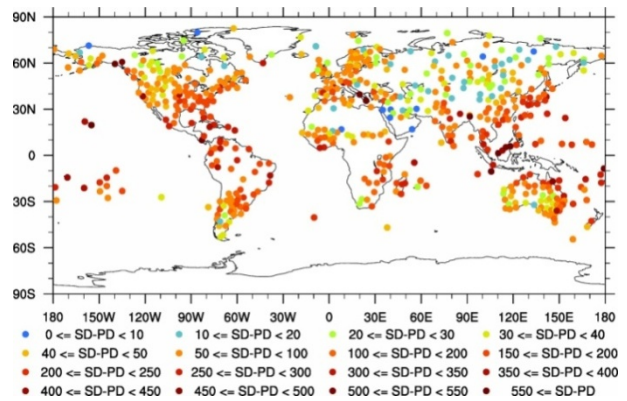 90N
60N
30N
0
30S
60S
90S
180 150W 120W 90W 60W 30W 0 30E 60E 90E 120E 150E 180
0 <= SD-PD < 10 10 <= SD-PD < 20 20 <= SD-PD < 30 30 <= SD-PD < 40
40 <= SD-PD < 50 50 <= SD-PD < 100 100 <= SD-PD < 200 150 <= SD-PD < 200
200 <= SD-PD < 250 250 <= SD-PD < 300 300 <= SD-PD < 350 350 <= SD-PD < 400
400 <= SD-PD < 450 450 <= SD-PD < 500 500 <= SD-PD < 550 550 <= SD-PD